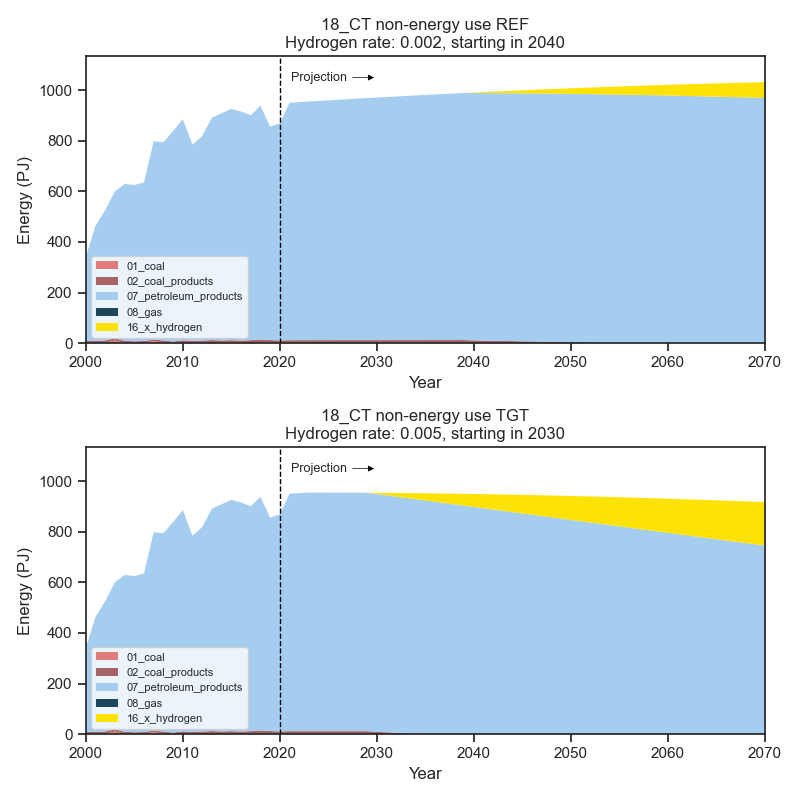 18_CT non-energy use REF
Hydrogen rate: 0.002, starting in 2040
Projection
Energy (PJ)
1000
800
600
400
200
0
01_coal
02_coal_products
07_petroleum_products
08_gas
16_x_hydrogen
2000 2010 2020 2030 2040 2050 2060 2070
Year
18_CT non-energy use TGT
Hydrogen rate: 0.005, starting in 2030
Projection
Energy (PJ)
1000
800
600
400
200
0
01_coal
02_coal_products
07_petroleum_products
08_gas
16_x_hydrogen
2000 2010 2020 2030 2040 2050 2060 2070
Year